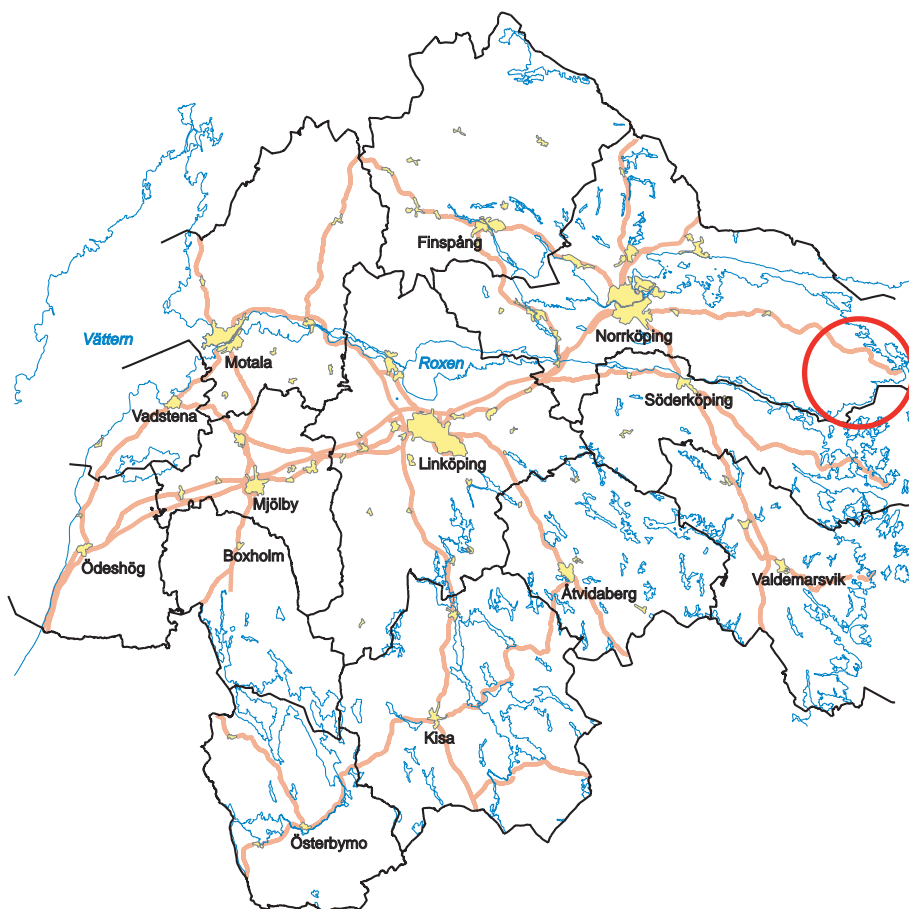 Finspång
Norrköping
Vättern
Roxen
Motala
Söderköping
Vadstena
Linköping
Mjölby
Boxholm
Ödeshög
Valdemarsvik
Åtvidaberg
Kisa
Österbymo